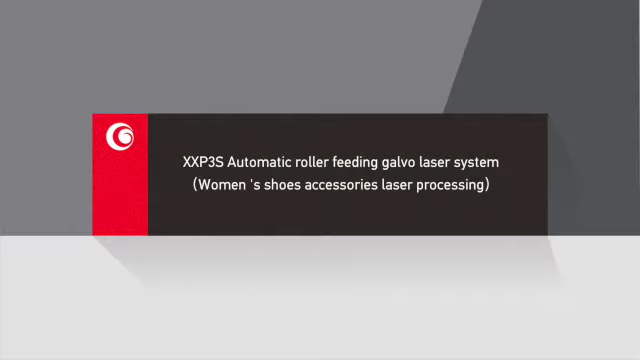 XXP3S Automatic roller feeding galvo laser system
(Women 's shoes accessories laser processing)